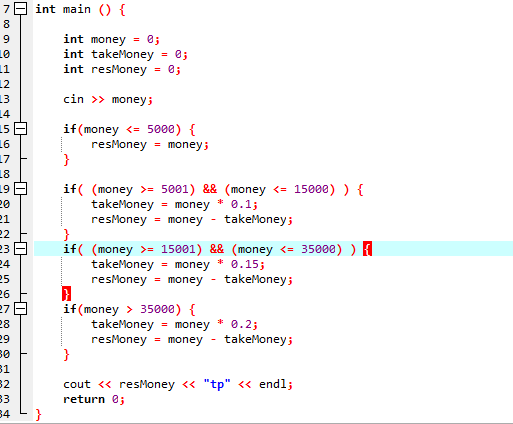 7 int main () {
8
9 int money = 0;
10 int takeMoney = 0;
11 int resMoney = 0;
12
13 cin >> money;
14
15 if(money <= 5000) {
16 resMoney = money;
17 }
18
19 if( (money >= 5001) && (money <= 15000) ) {
20 takeMoney = money * 0.1;
21 resMoney = money - takeMoney;
22 }
23 if( (money >= 15001) && (money <= 35000) ) {
24 takeMoney = money * 0.15;
25 resMoney = money - takeMoney;
26 }
27 if(money > 35000) {
28 takeMoney = money * 0.2;
29 resMoney = money - takeMoney;
30 }
31
32 cout << resMoney << "tp" << endl;
33 return 0;
34 }